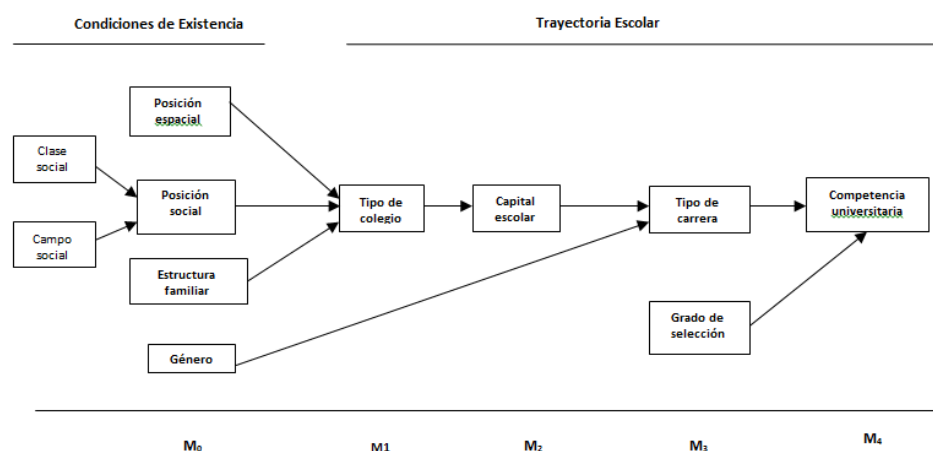 Condiciones de Existencia
Trayectoria Escolar
Posición
espacial
Clase
social
Posición
social
Campo
social
Estructura
familiar
Género
Tipo de
colegio
Capital
escolar
Tipo de
carrera
Competencia
universitaria
Grado de
selección
M₀
M1
M₂
M₃
M₄